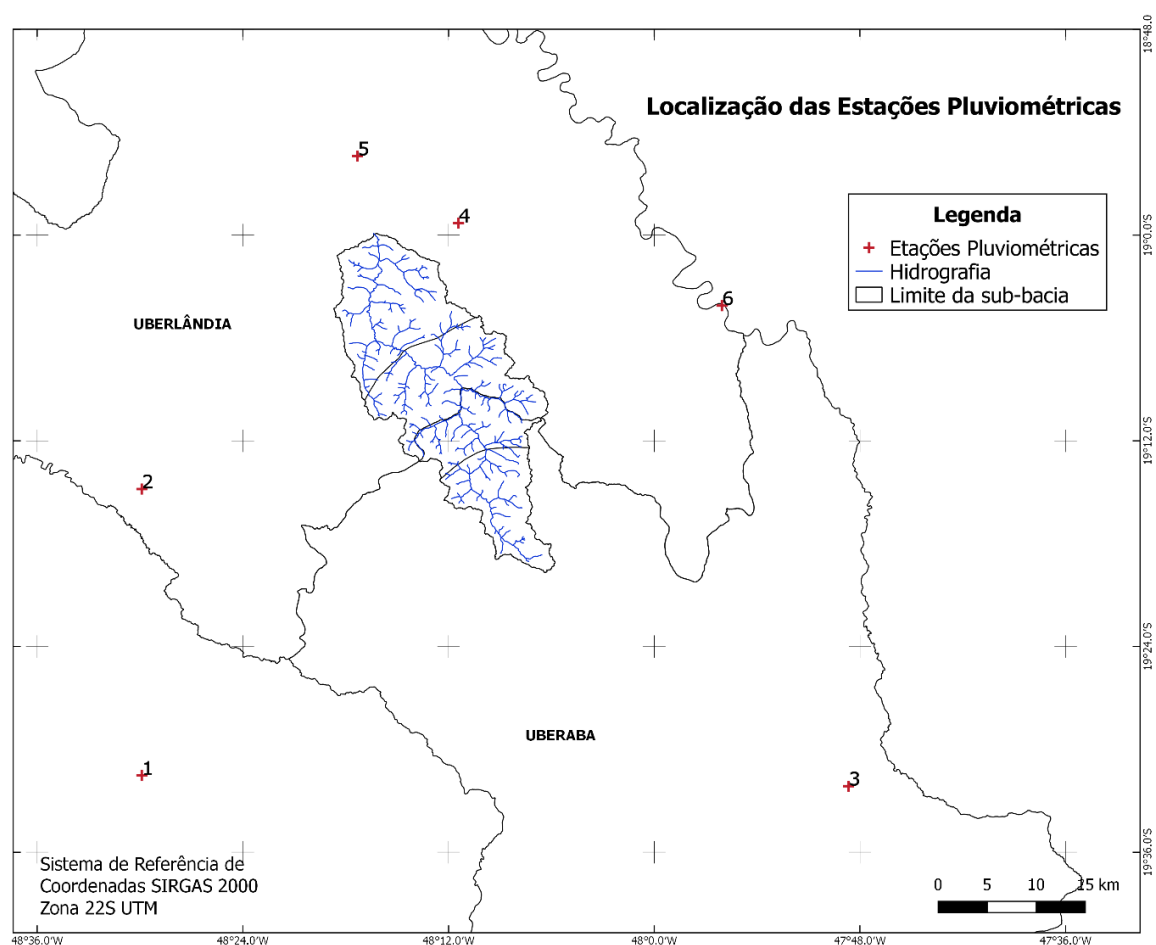 18°48.0
Localização das Estações Pluviométricas
5
4
Legenda
Etações Pluviométricas
Hidrografia
Limite da sub-bacia
19°0.0'S
6
UBERLÂNDIA
19°12.0'S
2
19°24.0'S
UBERABA
1
3
19°36.0'S
Sistema de Referência de
Coordenadas SIRGAS 2000
Zona 22S UTM
0 5 10 15 km
48°36.0'W 48°24.0'W 48°12.0'W 48°0.0'W 47°48.0'W 47°36.0'W